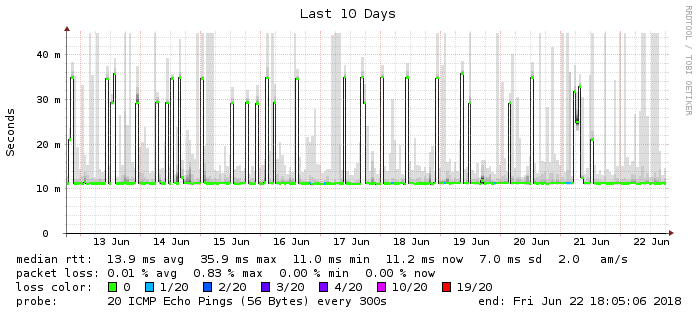 Last 10 Days
RRDTOOL / TOBI OETIKER
Seconds
40 m
30 m
20 m
10 m
0
13 Jun 14 Jun 15 Jun 16 Jun 17 Jun 18 Jun 19 Jun 20 Jun 21 Jun 22 Jun
median rtt: 13.9 ms avg 35.9 ms max 11.0 ms min 11.2 ms now 7.0 ms sd 2.0 am/s
packet loss: 0.01 % avg 0.83 % max 0.00 % min 0.00 % now
loss color: 0 1/20 2/20 3/20 4/20 10/20 19/20
probe: 20 ICMP Echo Pings (56 Bytes) every 300s end: Fri Jun 22 18:05:06 2018